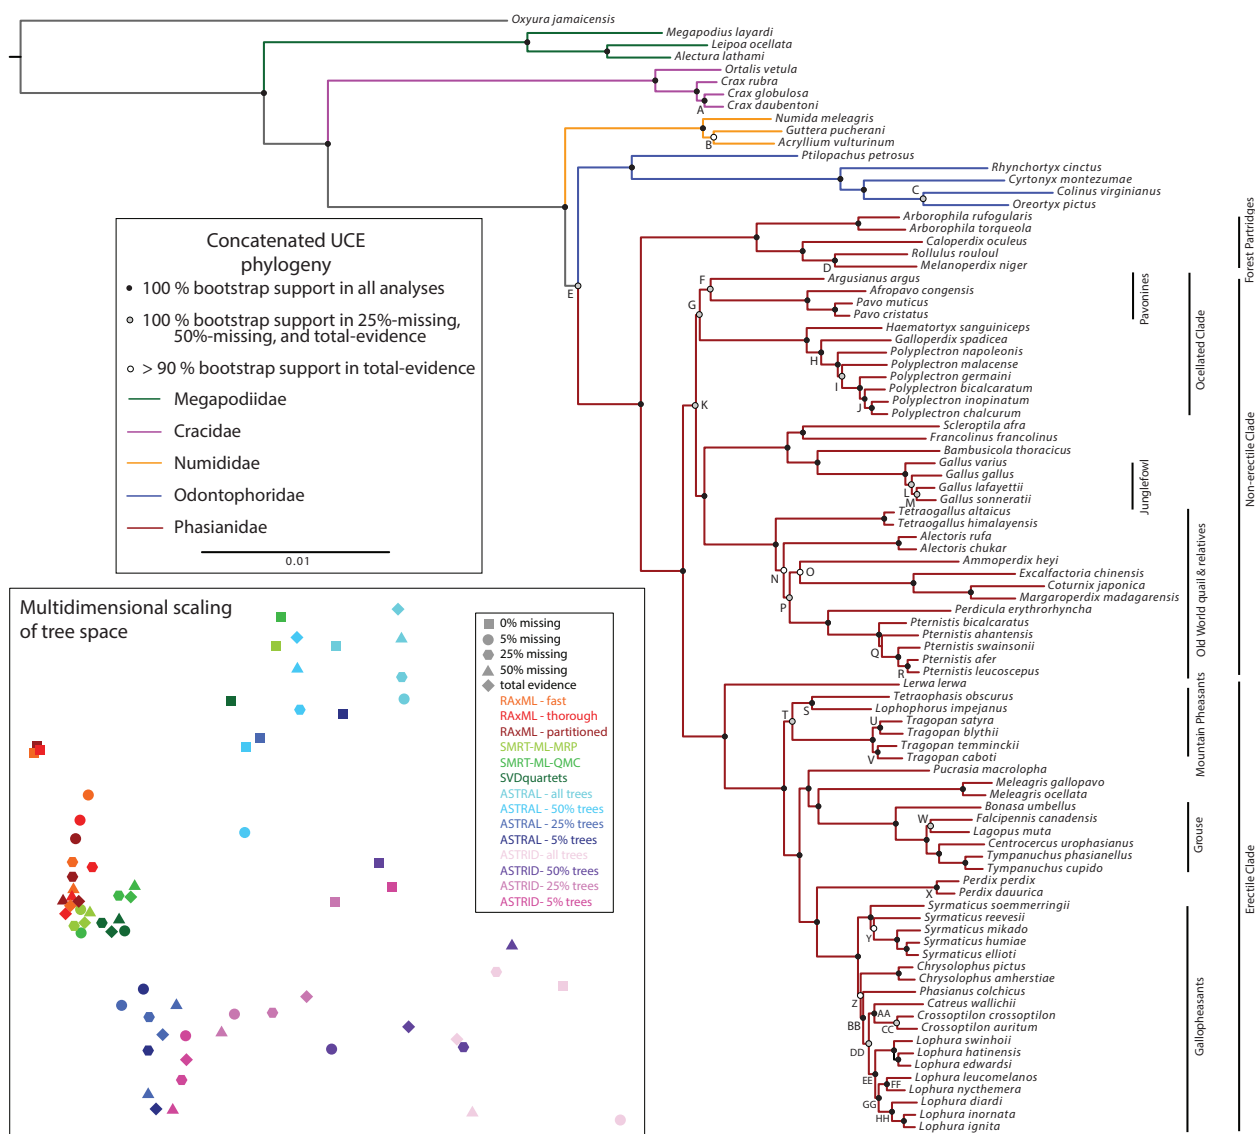 Oxyura jamaicensis
Megapodius layardi
Leipoa ocellata
Alectura lathami
Ortalis vetula
Crax rubra
Crax globulosa
Crax daubentoni
A
Numida meleagris
Guttera pucherani
Acryllium vulturinum
B
Ptilopachus petrosus
Rhynchortyx cinctus
Cyrtonyx montezumae
Colinus virginianus
C
Oreortyx pictus
Arborophila rufogularis
Arborophila torqueola
Caloperdix oculeus
Rollulus rouloul
Melanoperdix niger
D
E
Argusianus argus
F
Afropavo congensis
Pavo muticus
Pavo cristatus
G
Haematortyx sanguiniceps
Galloperdix spadicea
Polyplectron napoleonis
H
Polyplectron malacense
Polyplectron germaini
I
Polyplectron bicalcaratum
Polyplectron inopinatum
J
Polyplectron chalcurum
K
Scleroptila afra
Francolinus francolinus
Bambusicola thoracicus
Gallus varius
Gallus gallus
Gallus lafayettii
L
Gallus sonneratii
M
Tetraogallus altaicus
Tetraogallus himalayensis
Alectoris rufa
Alectoris chukar
Ammoperdix heyi
N
O
Excalfactoria chinensis
Coturnix japonica
Margaroperdix madagarensis
P
Perdicula erythrorhyncha
Pternistis bicalcaratus
Pternistis ahantensis
Pternistis swainsonii
Q
Pternistis afer
Pternistis leucoscepus
R
Lerwa lerwa
Tetraophasis obscurus
Lophophorus impejanus
S
T
Tragopan satyra
U
Tragopan blythii
Tragopan temminckii
Tragopan caboti
V
Pucrasia macrolopha
Meleagris gallopavo
Meleagris ocellata
Bonasa umbellus
Falcipennis canadensis
W
Lagopus muta
Centrocercus urophasianus
Tympanuchus phasianellus
Tympanuchus cupido
Perdix perdix
Perdix daurica
X
Syrmaticus soemmerringii
Syrmaticus reevesii
Syrmaticus mikado
Y
Syrmaticus humiae
Syrmaticus ellioti
Chrysolophus pictus
Chrysolophus amherstiae
Phasianus colchicus
Z
Catreus wallichii
AA
Crossoptilon crossoptilon
BB
CC
Crossoptilon auritum
Lophura swinhoii
DD
Lophura hatinensis
Lophura edwardsi
Lophura leucomelanos
EE
FF
Lophura nycthemera
Lophura diardi
GG
Lophura inornata
HH
Lophura ignita
Forest Partridges
Pavonines
Ocellated Clade
Non-erectile Clade
Junglefowl
Old World quail & relatives
Mountain Pheasants
Grouse
Erectile Clade
Gallopheasants
Concatenated UCE
phylogeny
100 % bootstrap support in all analyses
100 % bootstrap support in 25%-missing,
50%-missing, and total-evidence
> 90 % bootstrap support in total-evidence
Megapodiidae
Cracidae
Numididae
Odontophoridae
Phasianidae
0.01
Multidimensional scaling
of tree space
0% missing
5% missing
25% missing
50% missing
total evidence
RAxML - fast
RAxML - thorough
RAxML - partitioned
SMRT-ML-MRP
SMRT-ML-QMC
SVDquartets
ASTRAL - all trees
ASTRAL - 50% trees
ASTRAL - 25% trees
ASTRAL - 5% trees
ASTRID- all trees
ASTRID- 50% trees
ASTRID- 25% trees
ASTRID- 5% trees